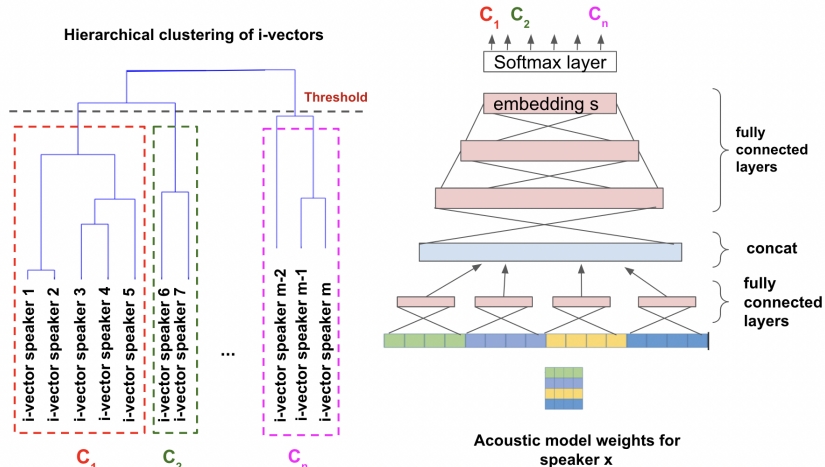 Hierarchical clustering of i-vectors
Threshold
i-vector speaker 1
i-vector speaker 2
i-vector speaker 3
i-vector speaker 4
i-vector speaker 5
i-vector speaker 6
i-vector speaker 7
...
i-vector speaker m-2
i-vector speaker m-1
i-vector speaker m
C1
C3
Cn
C1 C2 Cn
Softmax layer
embedding s
fully
connected
layers
concat
fully
connected
layers
Acoustic model weights for
speaker x